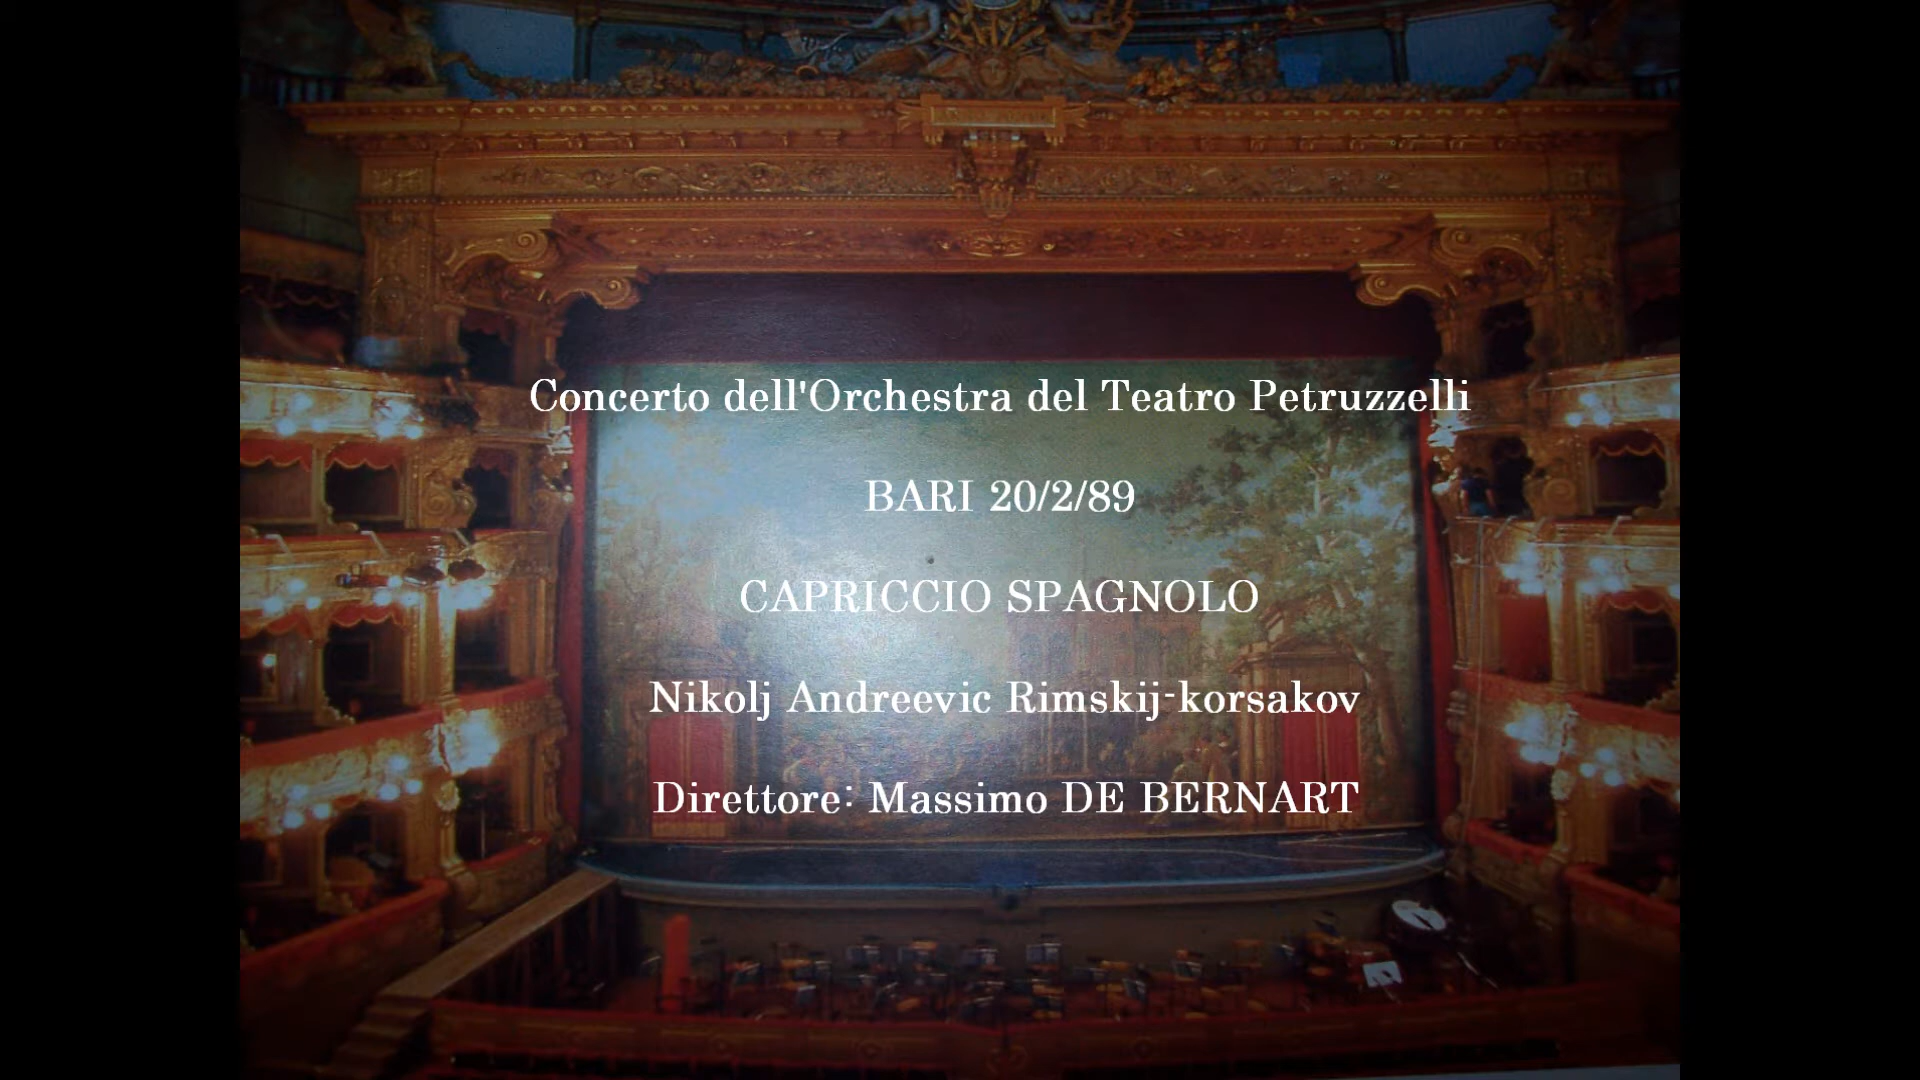 Concerto dell'Orchestra del Teatro Petruzzelli
BARI 20/2/89
CAPRICCIO SPAGNOLO
Nikolj Andreevic Rimskij-korsakov
Direttore: Massimo DE BERNART